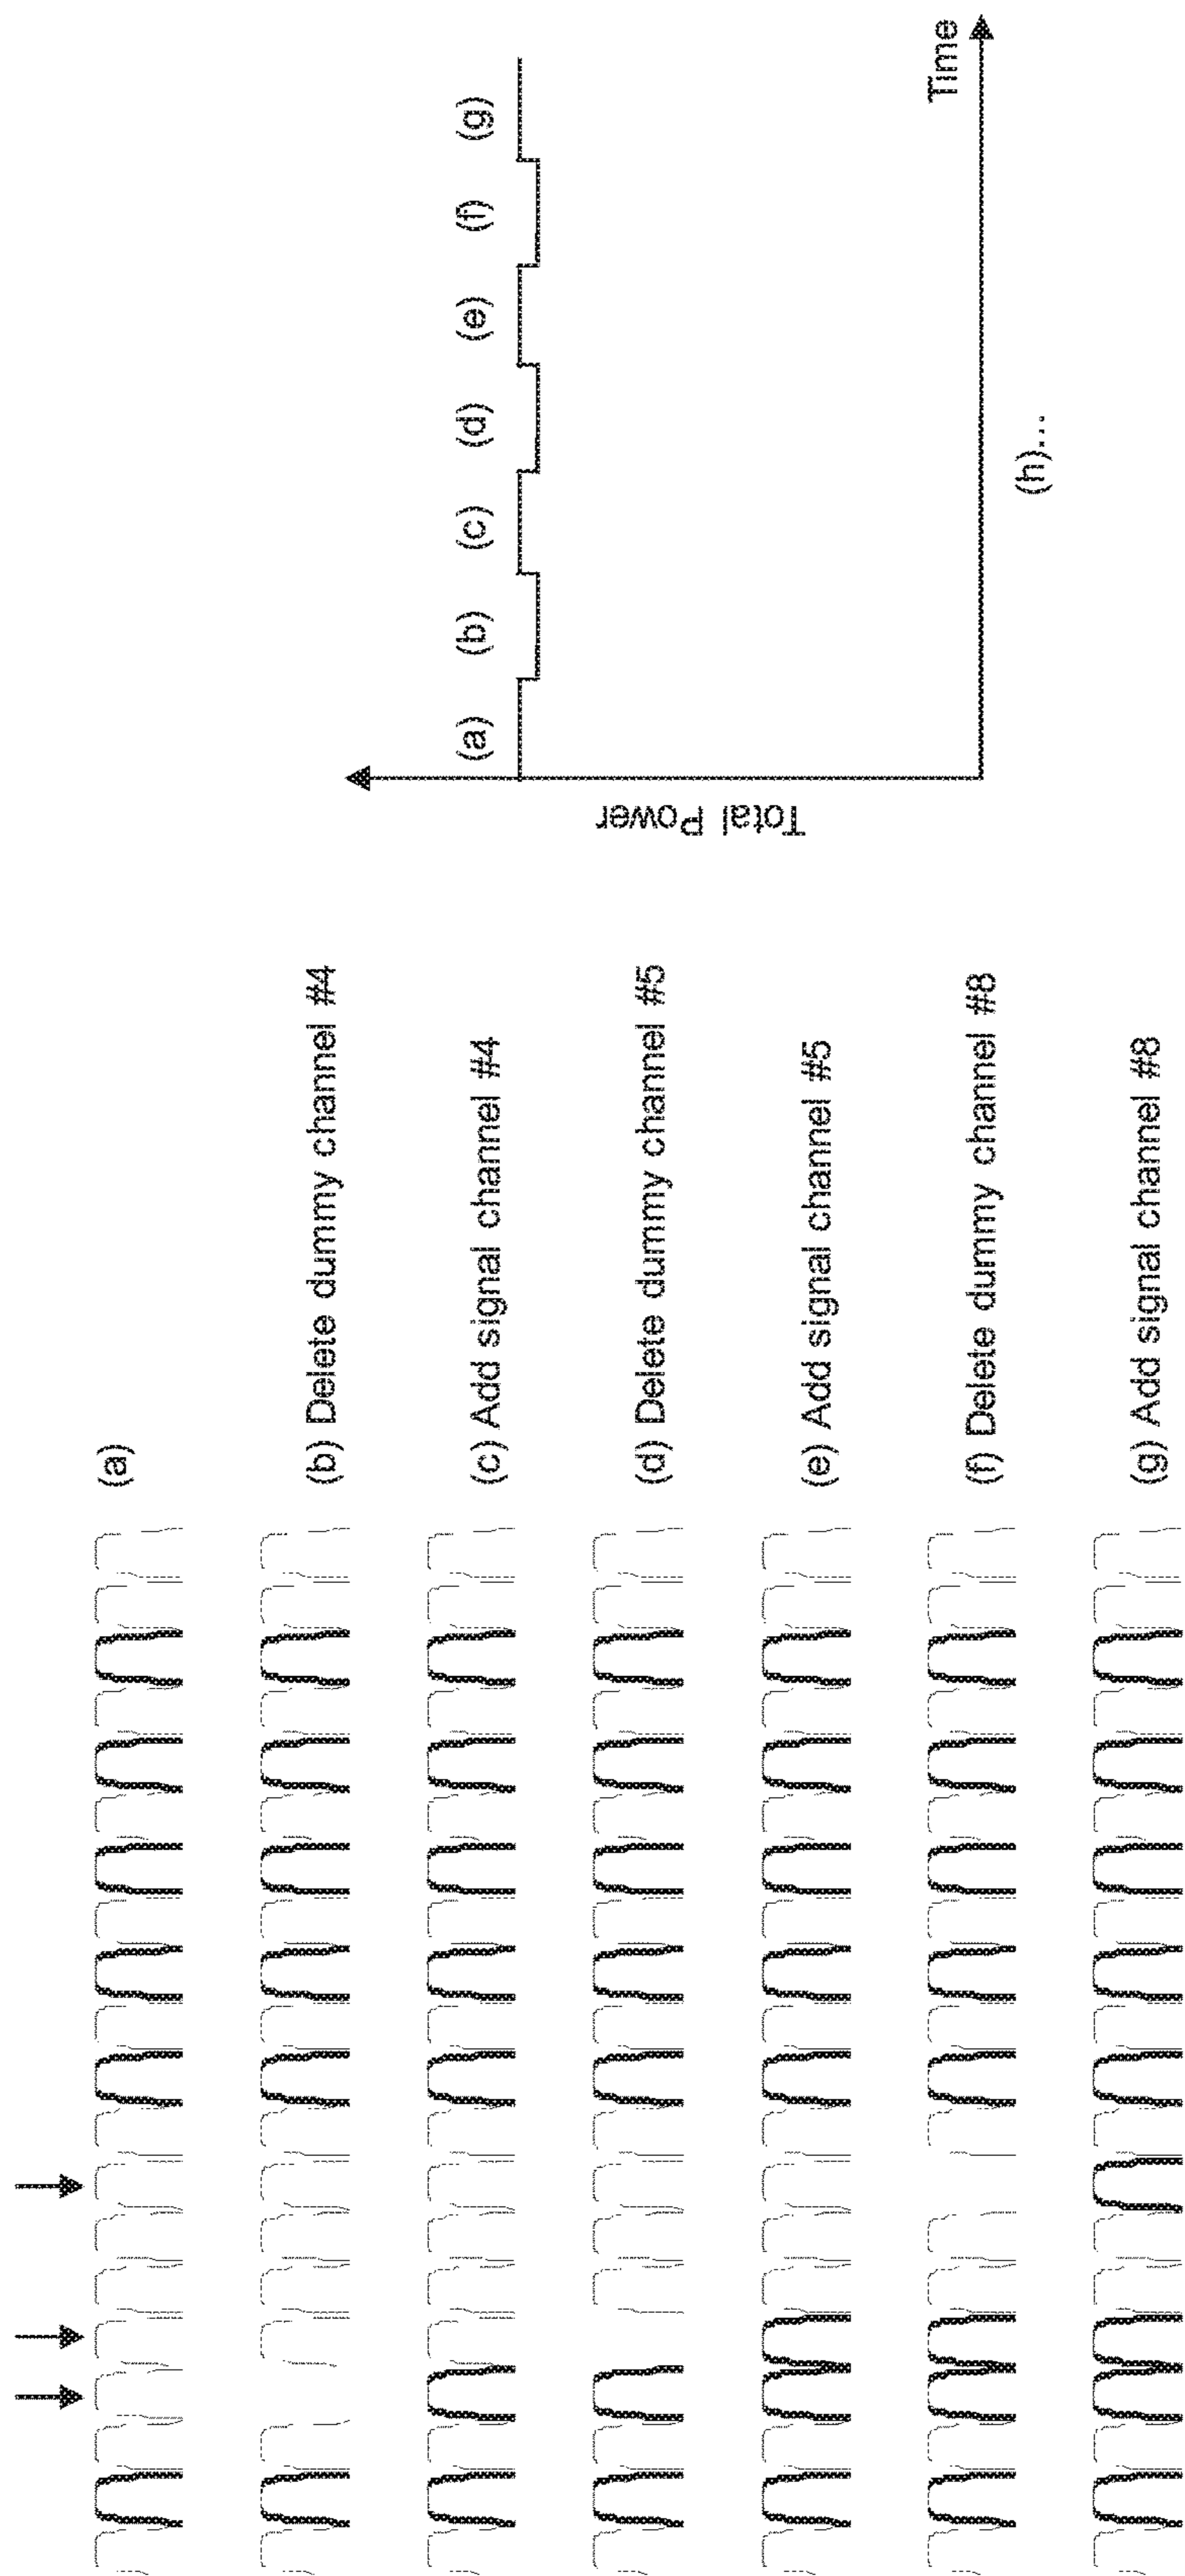 (a)
(b) Delete dummy channel #4
(c) Add signal channel #4
(d) Delete dummy channel #5
(e) Add signal channel #5
(f) Delete dummy channel #8
(g) Add signal channel #8
Total Power
(a)
(b)
(c)
(d)
(e)
(f)
(g)
Time
(h)...